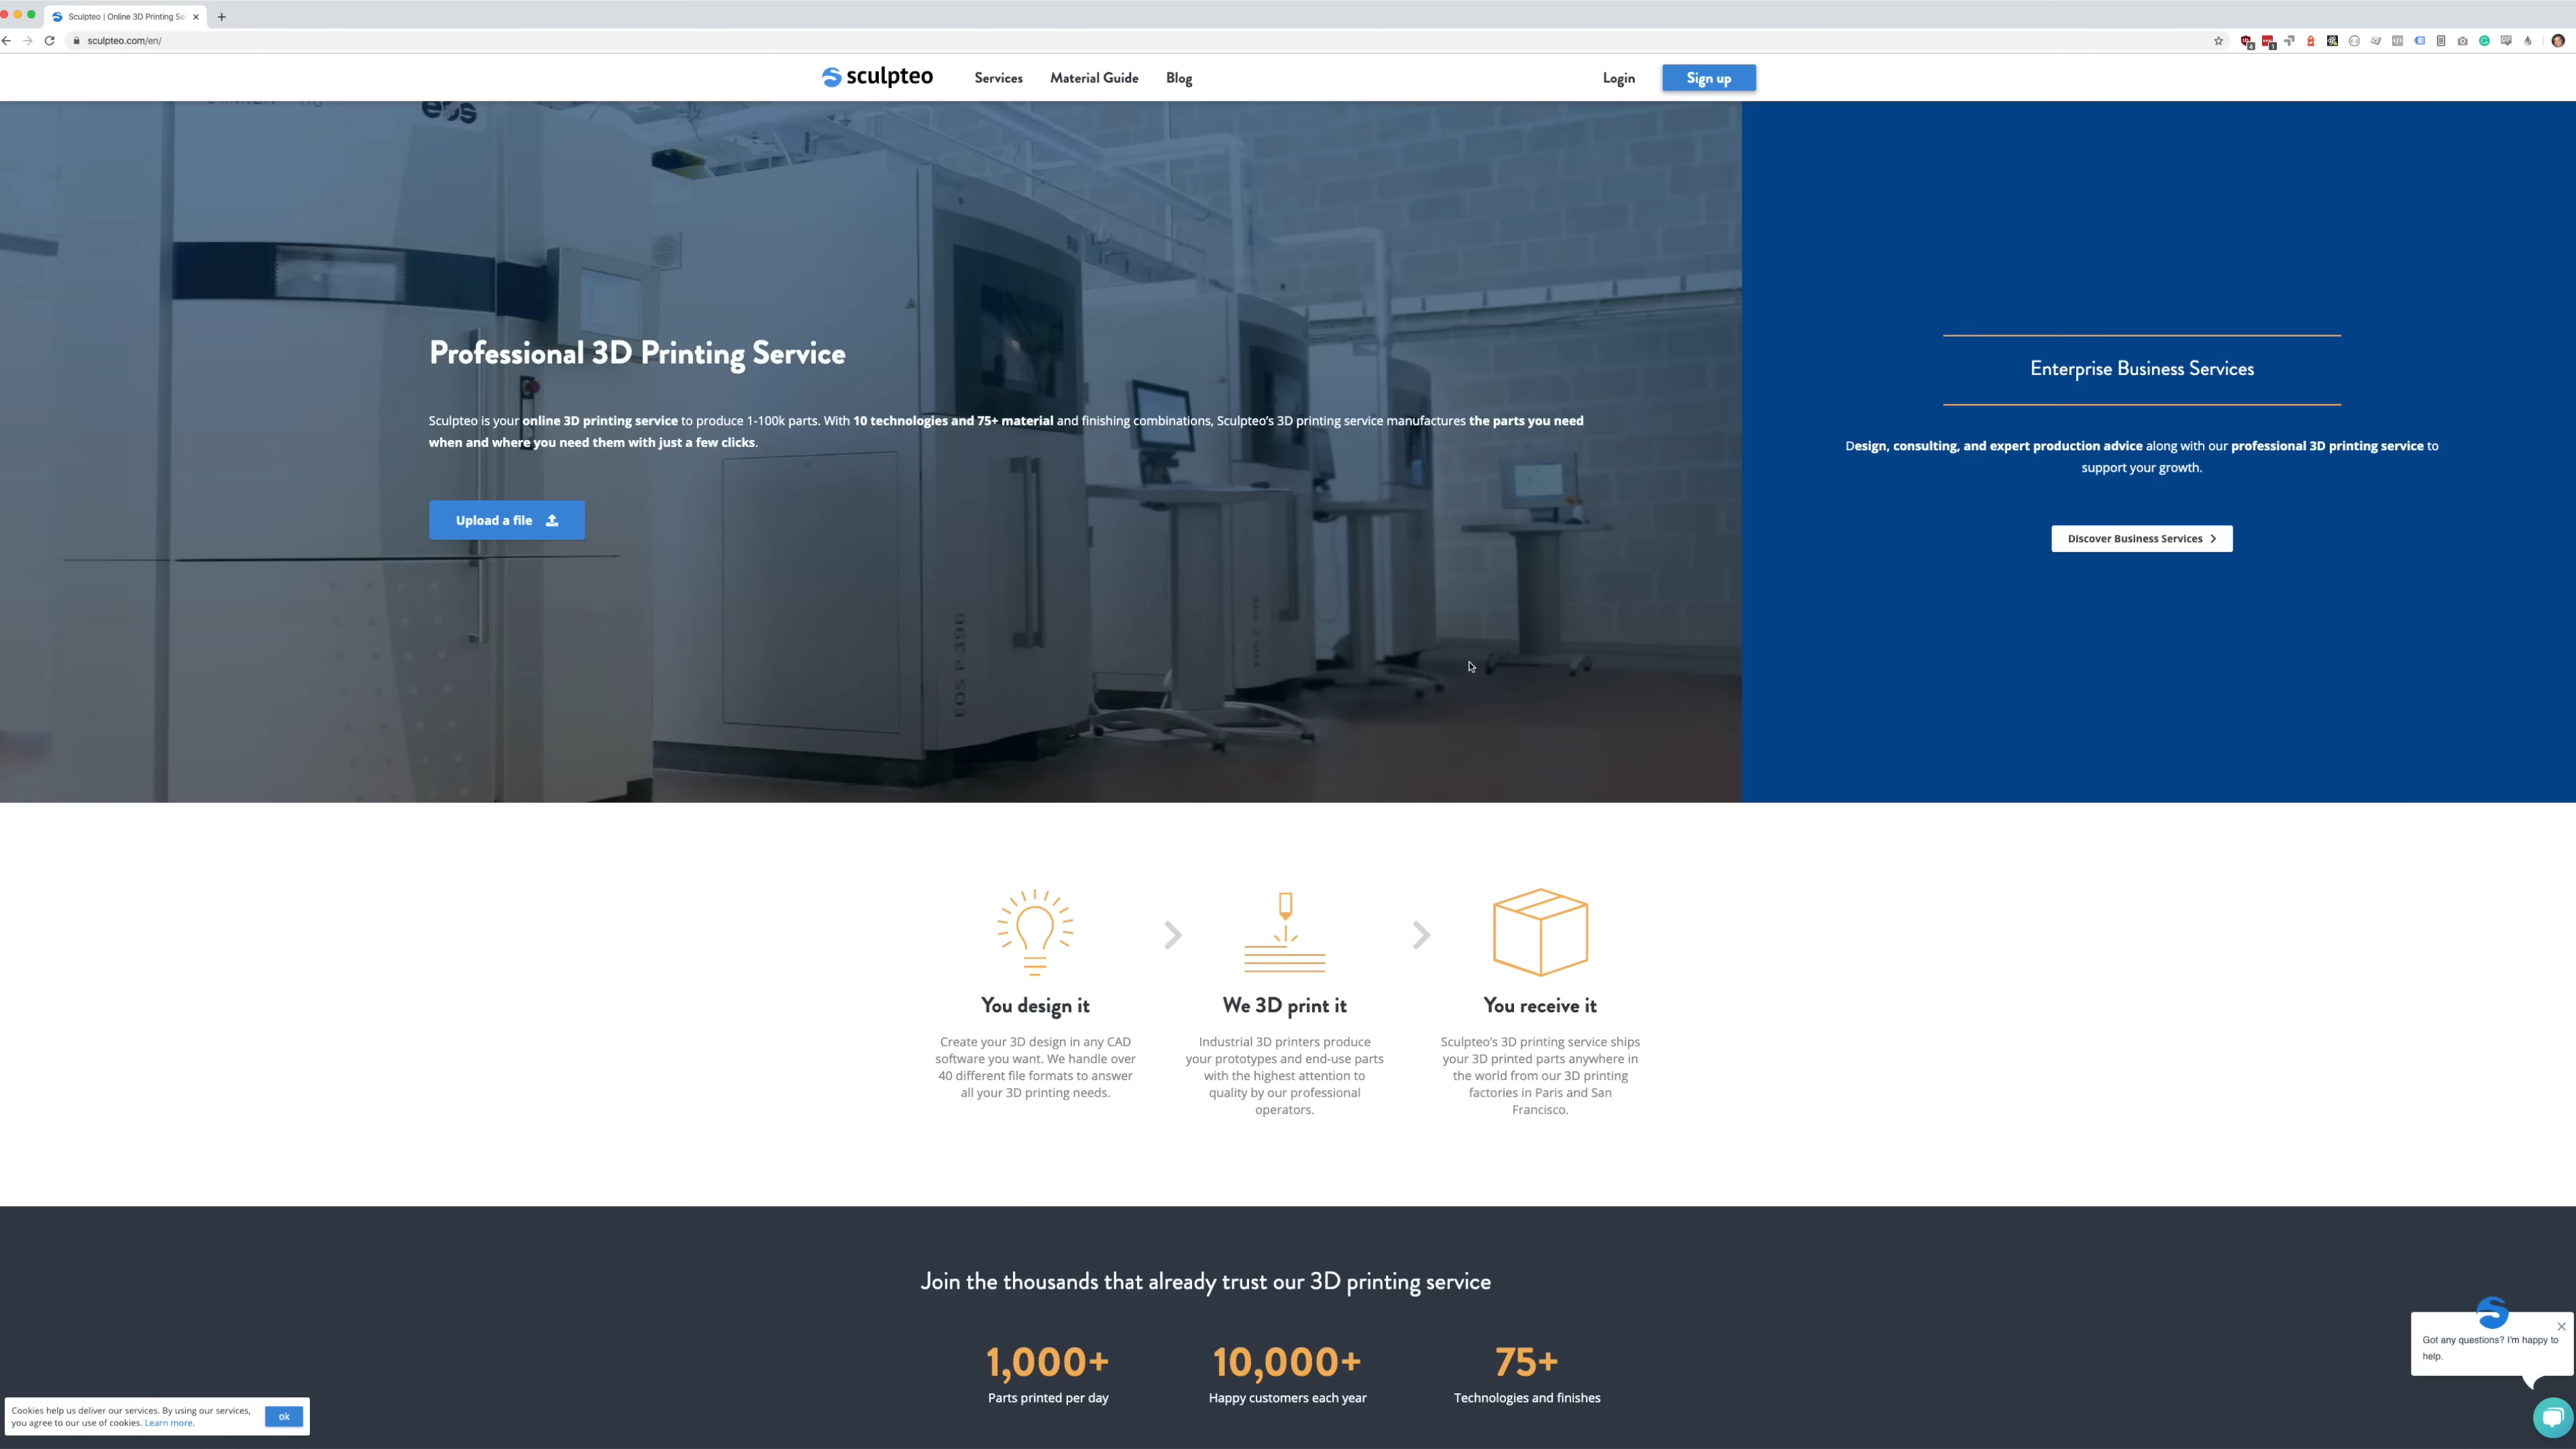 Sculpteo | Online 3D Printing Se
sculpteo.com/en/
sculpteo
Services
Material Guide
Blog
Login
Sign up
eos
EOS P 396
Professional 3D Printing Service
Sculpteo is your online 3D printing service to produce 1-100k parts. With 10 technologies and 75+ material and finishing combinations, Sculpteo's 3D printing service manufactures the parts you need
when and where you need them with just a few clicks.
Upload a file
Enterprise Business Services
Design, consulting, and expert production advice along with our professional 3D printing service to
support your growth.
Discover Business Services
You design it
Create your 3D design in any CAD
software you want. We handle over
40 different file formats to answer
all your 3D printing needs.
We 3D print it
Industrial 3D printers produce
your prototypes and end-use parts
with the highest attention to
quality by our professional
operators.
You receive it
Sculpteo's 3D printing service ships
your 3D printed parts anywhere in
the world from our 3D printing
factories in Paris and San
Francisco.
Join the thousands that already trust our 3D printing service
1,000+
Parts printed per day
10,000+
Happy customers each year
75+
Technologies and finishes
Got any questions? I'm happy to
help.
Cookies help us deliver our services. By using our services,
you agree to our use of cookies. Learn more.
ok